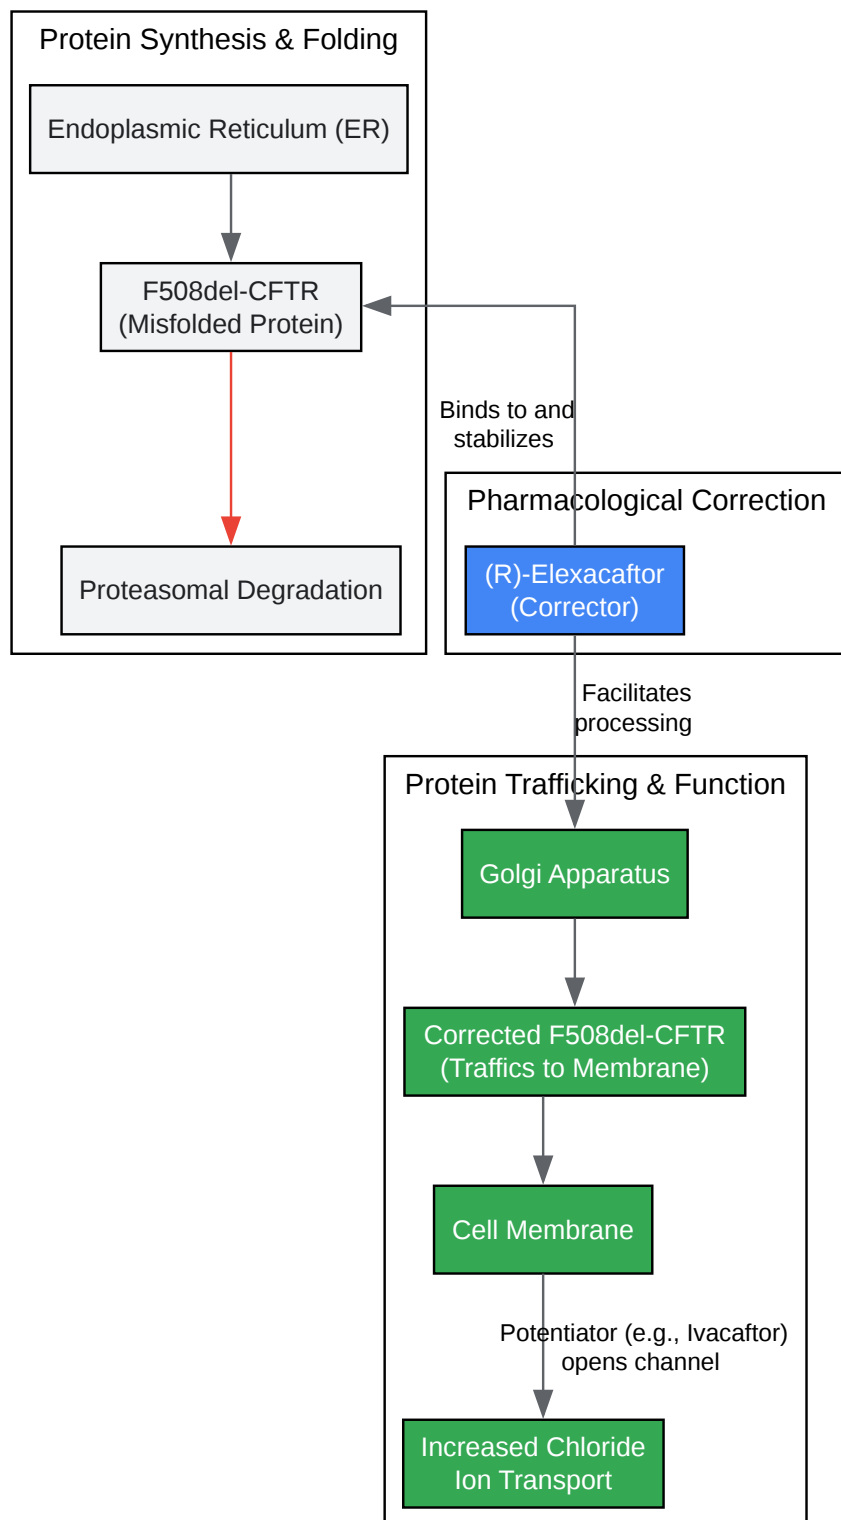 Protein Synthesis & Folding
Endoplasmic Reticulum (ER)
F508del-CFTR
(Misfolded Protein)
Binds to and
stabilizes
Pharmacological Correction
(R)-Elexacaftor
(Corrector)
Proteasomal Degradation
Facilitates
processing
Protein Trafficking & Function
Golgi Apparatus
Corrected F508del-CFTR
(Traffics to Membrane)
Cell Membrane
Potentiator (e.g., Ivacaftor)
opens channel
Increased Chloride
Ion Transport